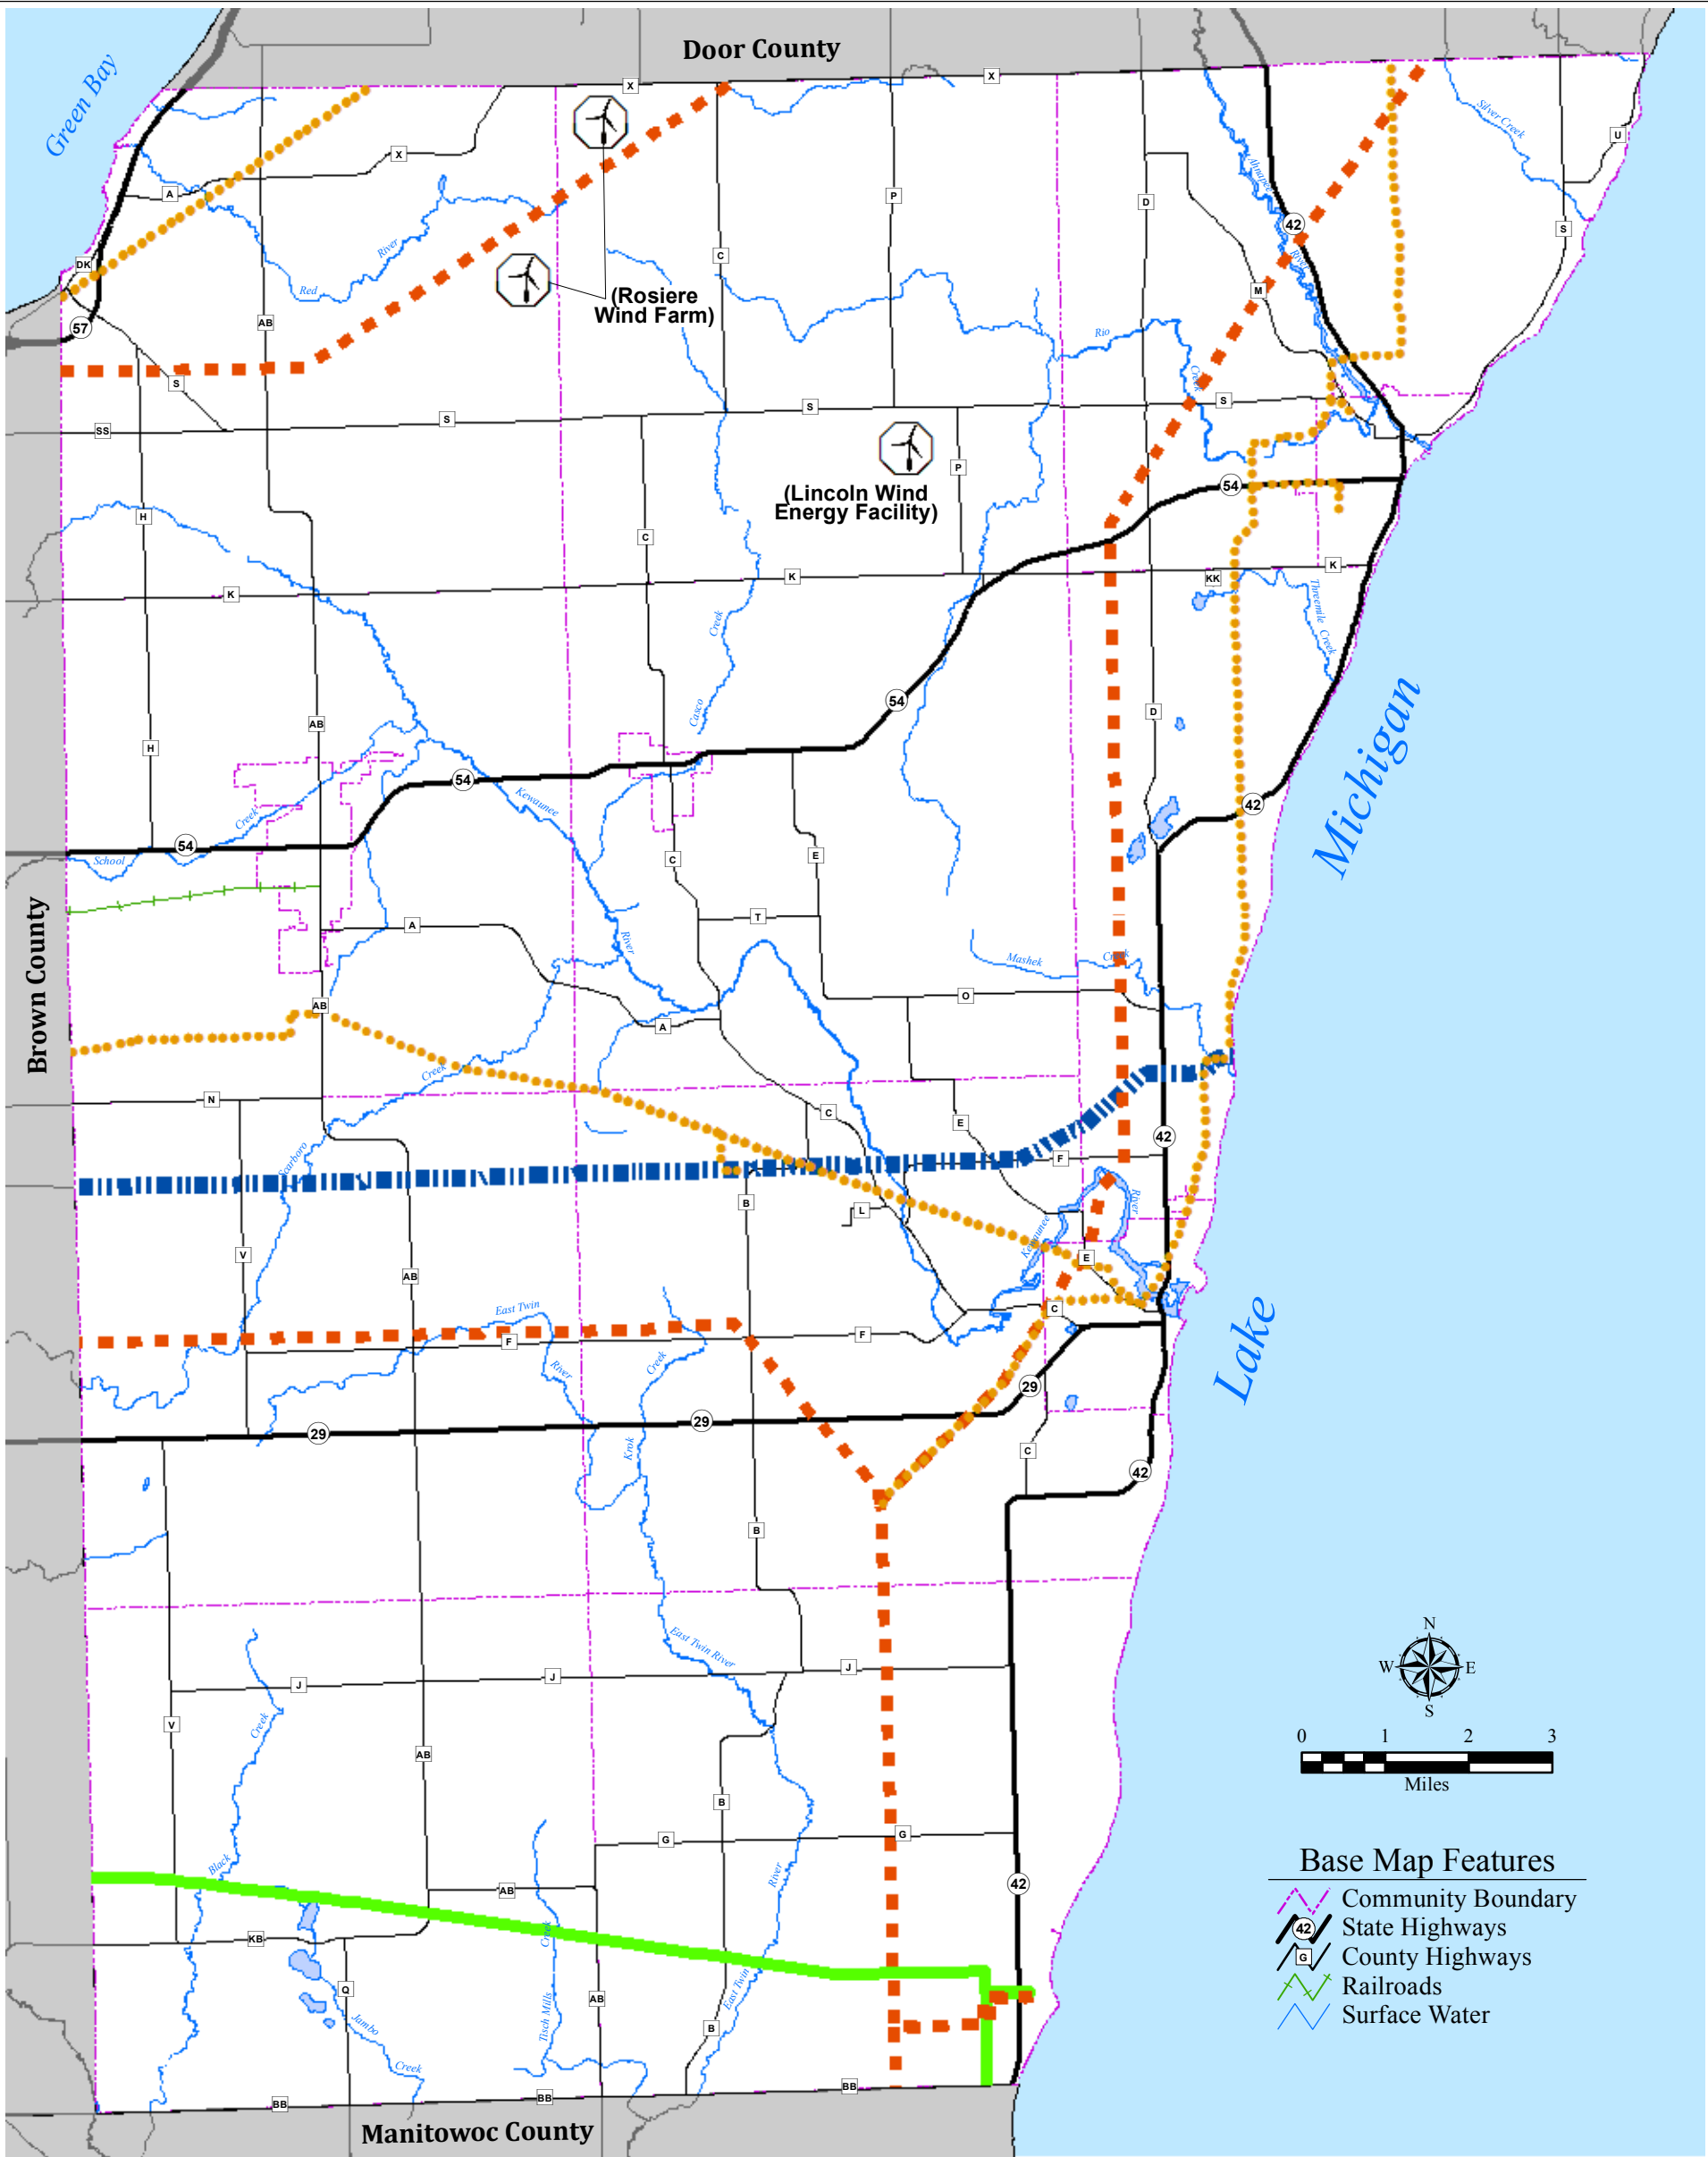 Door County
Green Bay
X
X
Silver Creek
U
X
A
Ahnapee
P
D
42
S
River
C
River
DK
Red
M
(Rosiere
Wind Farm)
AB
57
Rio
Creek
S
S
S
S
SS
P
54
(Lincoln Wind
Energy Facility)
H
C
K
K
KK
K
Threemile Creek
Creek
54
Casco
D
AB
H
Michigan
54
Kewaunee
42
Creek
54
School
E
C
Brown County
T
A
River
Mashek
Creek
O
AB
A
Creek
N
C
E
42
Scarboro
F
B
River
L
Kewaunee
V
E
AB
Lake
East Twin
C
F
F
River
Creek
29
29
29
Krok
C
42
B
East Twin River
N
W
E
S
J
J
J
Creek
V
AB
0 1 2 3
Miles
B
G
G
Base Map Features
Community Boundary
42
State Highways
G
County Highways
Railroads
Surface Water
Black
River
42
AB
Creek
KB
Q
East Twin
AB
Tisch Mills
Jambo
B
Creek
BB
BB
BB
Manitowoc County